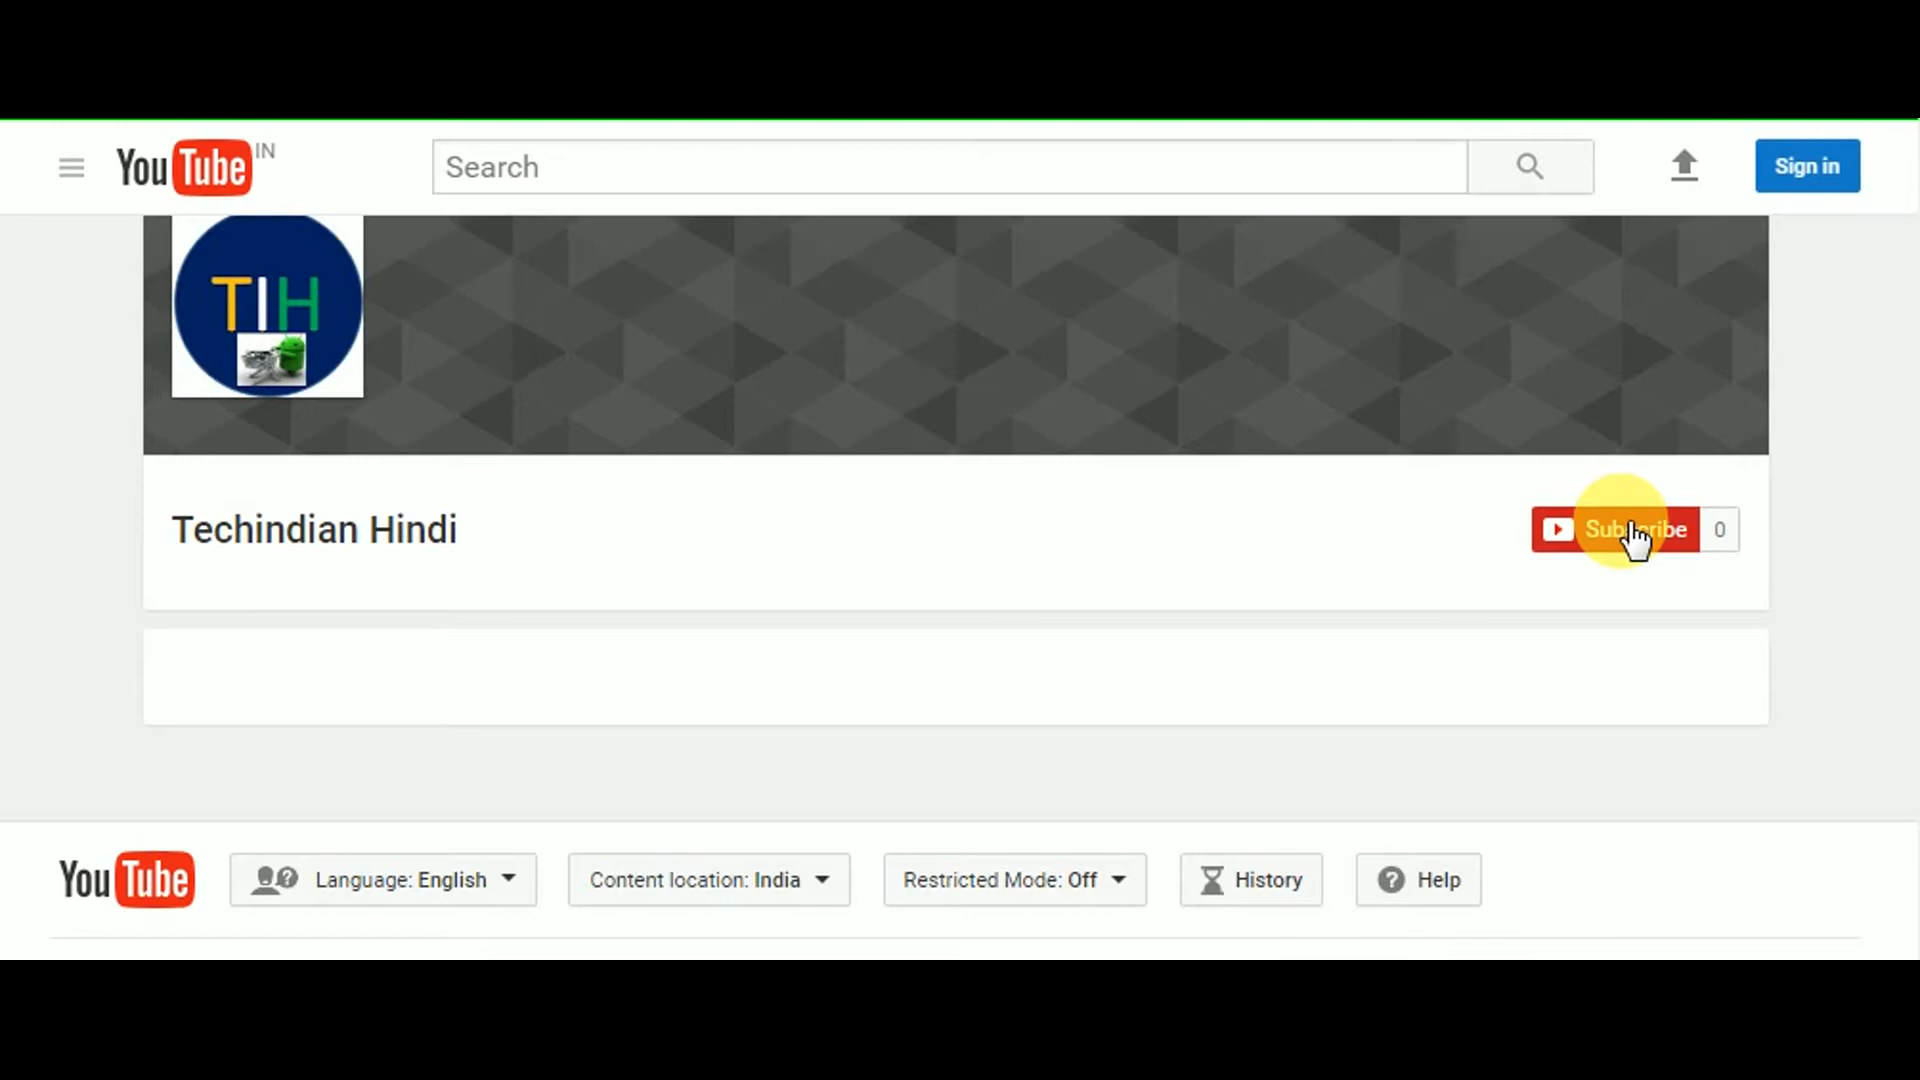 YouTube IN
Search
Sign in
TIH
Techindian Hindi
Subscribe 0
YouTube
Language: English
Content location: India
Restricted Mode: Off
History
Help